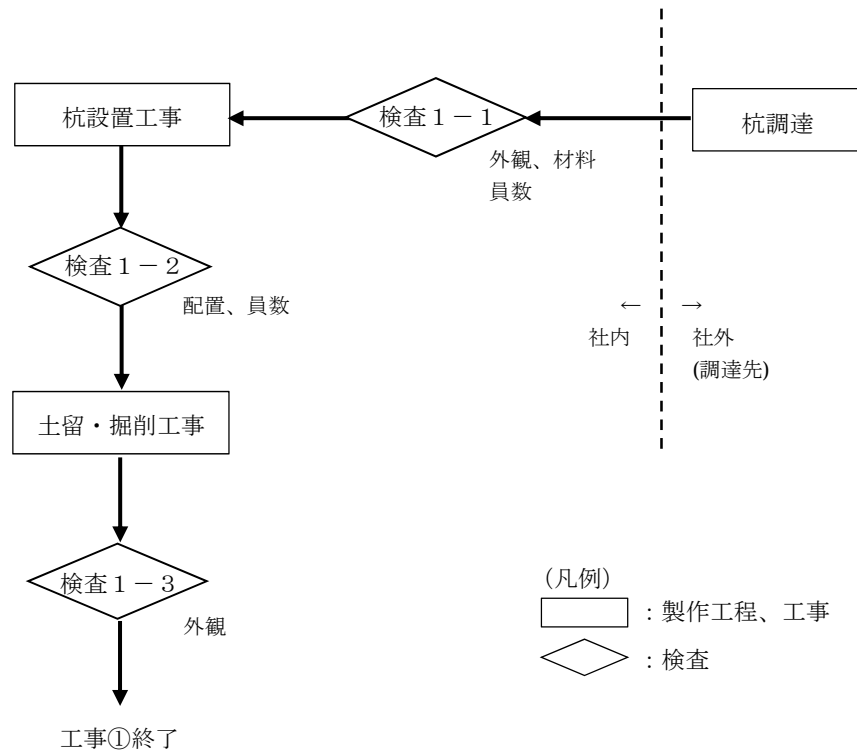 杭設置工事
検査１－１
杭調達
外観、材料
員数
検査１－２
配置、員数
← →
社内 社外
(調達先)
土留・掘削工事
検査１－３
外観
(凡例)
：製作工程、工事
：検査
工事①終了